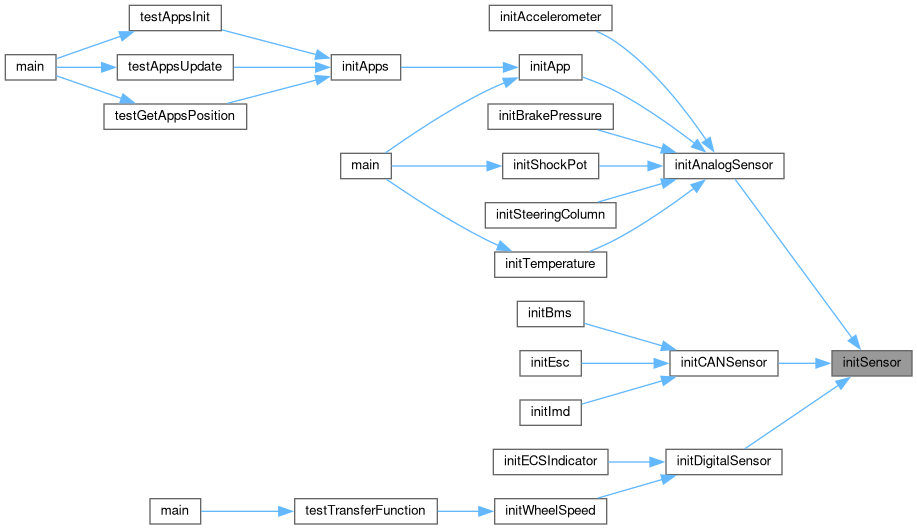 testAppsInit
initAccelerometer
main
testAppsUpdate
initApps
initApp
testGetAppsPosition
initBrakePressure
main
initShockPot
initAnalogSensor
initSteeringColumn
initTemperature
initBms
initEsc
initCANSensor
initSensor
initImd
initECSIndicator
initDigitalSensor
main
testTransferFunction
initWheelSpeed